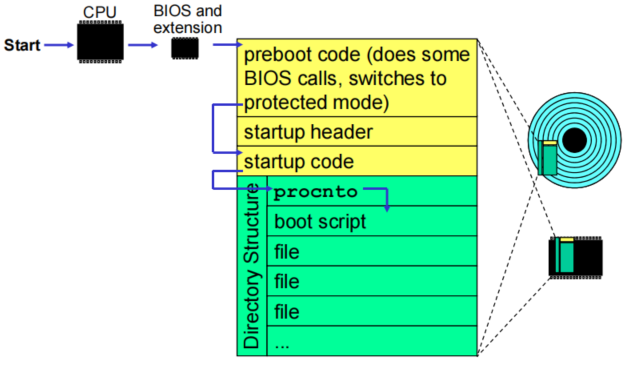 CPU
BIOS and
extension
Start
preboot code (does some
BIOS calls, switches to
protected mode)
startup header
startup code
Directory Structure
procnto
boot script
file
file
file
...